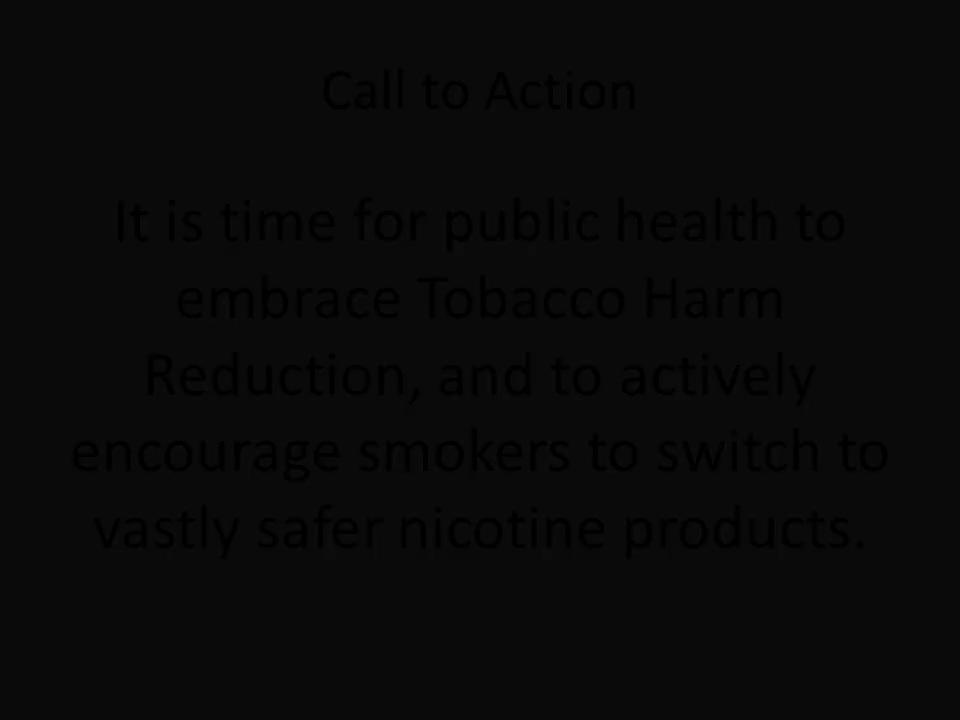 Call to Action
It is time for public health to
embrace Tobacco Harm
Reduction, and to actively
encourage smokers to switch to
vastly safer nicotine products.